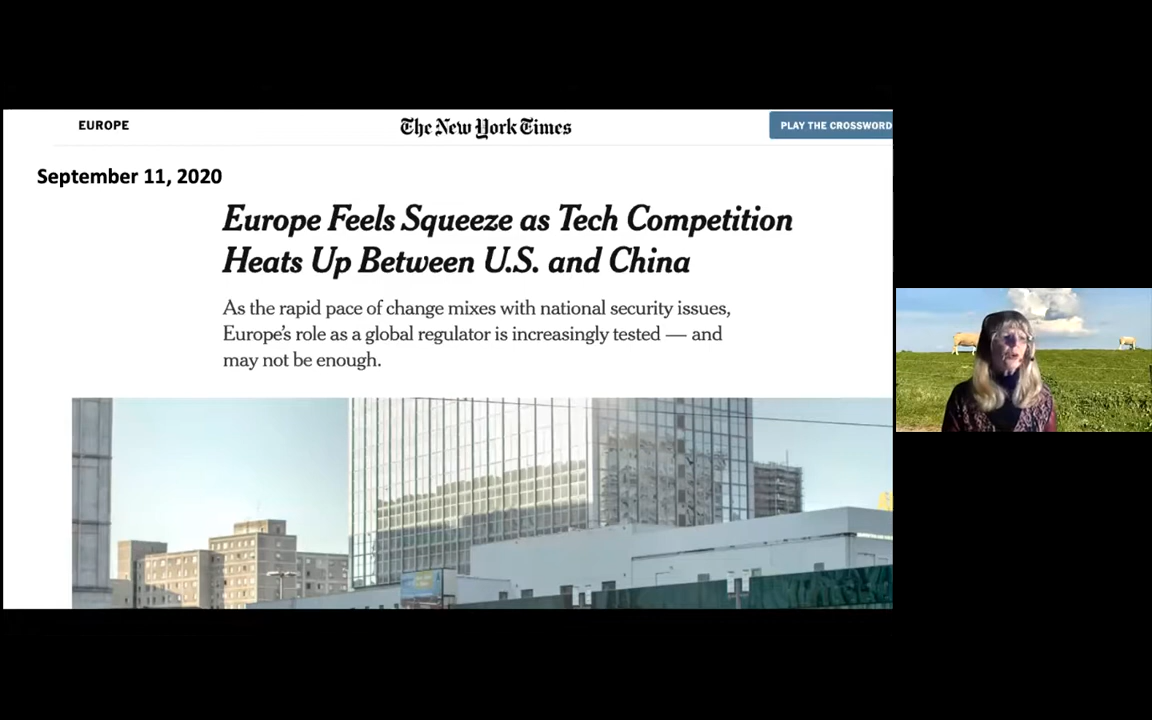 EUROPE
The New York Times
PLAY THE CROSSWORD
September 11, 2020
Europe Feels Squeeze as Tech Competition
Heats Up Between U.S. and China
As the rapid pace of change mixes with national security issues,
Europe's role as a global regulator is increasingly tested — and
may not be enough.